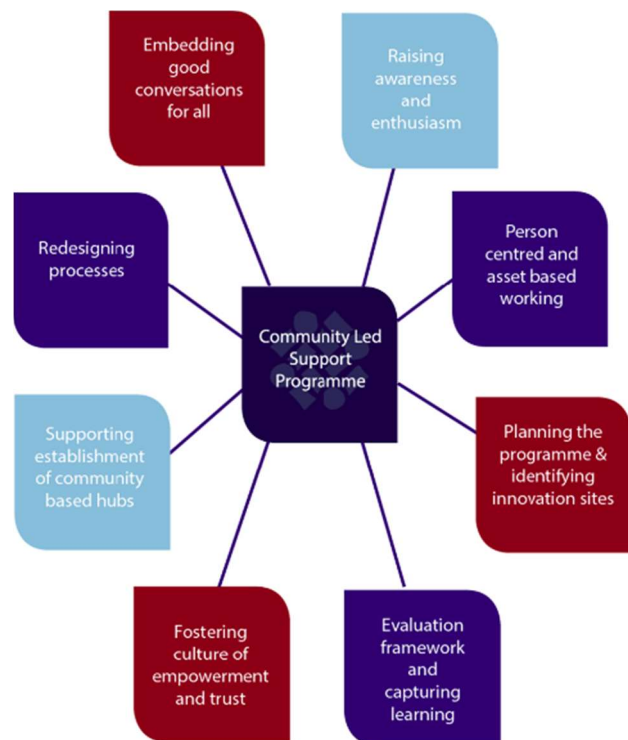 Embedding
good
conversations
for all
Raising
awareness
and
enthusiasm
Redesigning
processes
Person
centred and
asset based
working
Community Led
Support
Programme
Supporting
establishment
of community
based hubs
Planning the
programme &
identifying
innovation sites
Fostering
culture of
empowerment
and trust
Evaluation
framework
and
capturing
learning